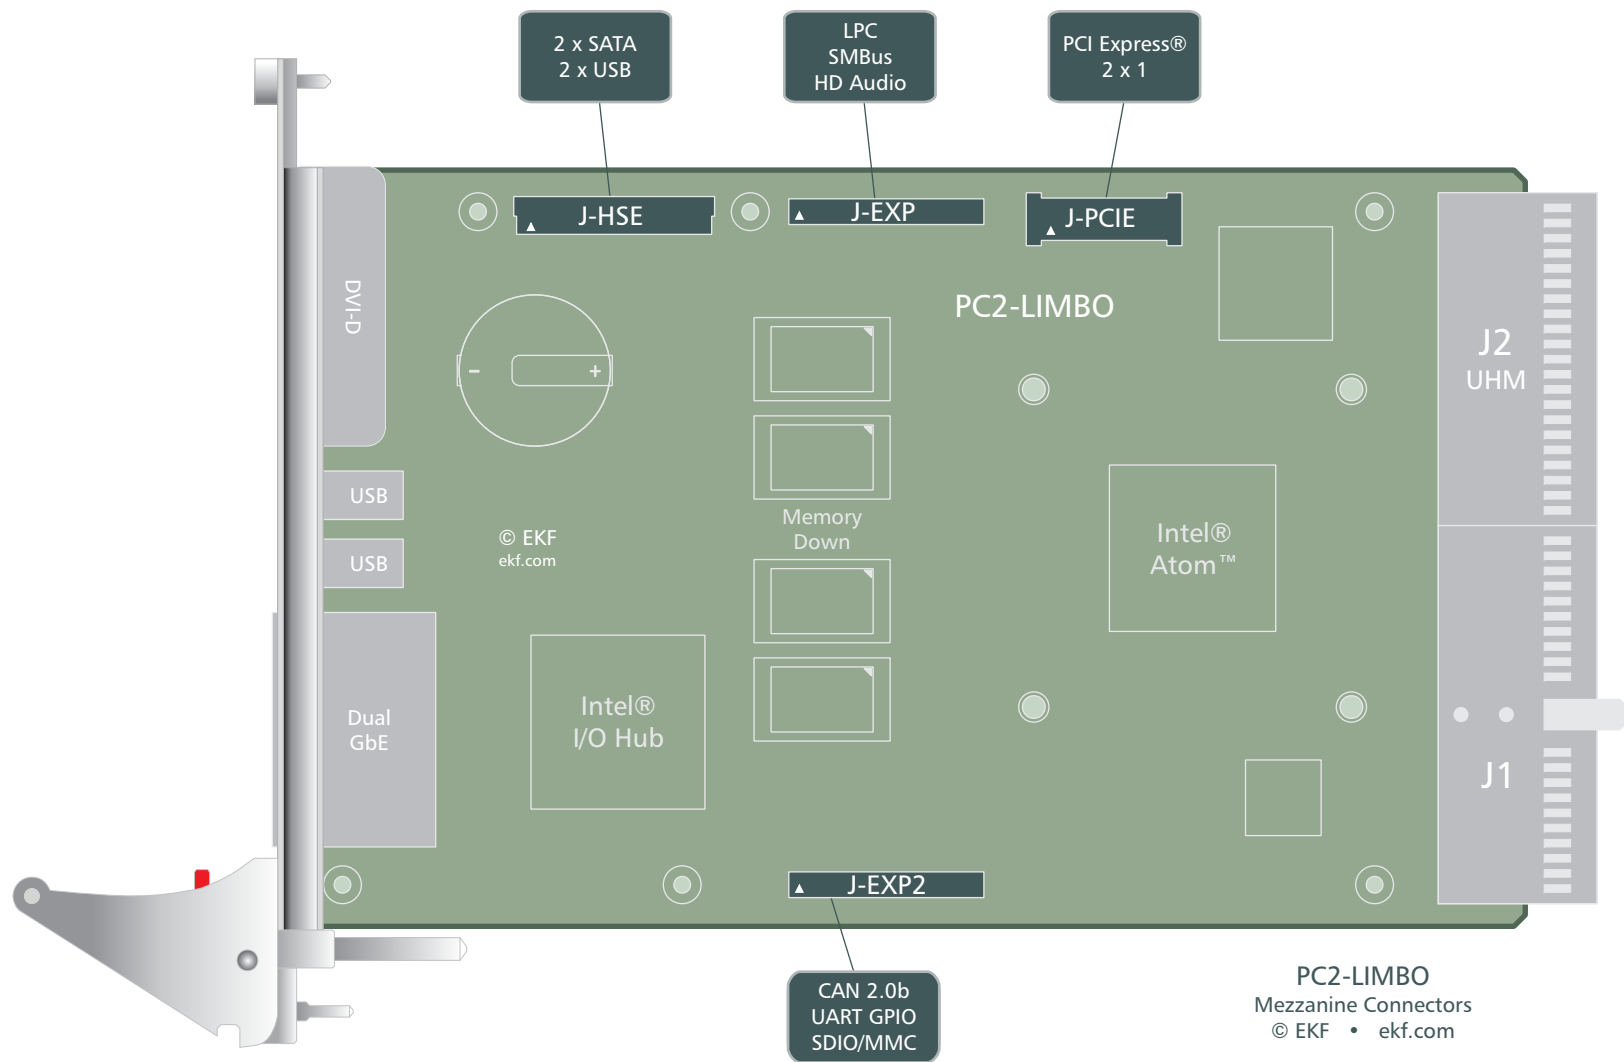 2 x SATA
2 x USB
LPC
SMBus
HD Audio
PCI Express®
2 x 1
J-HSE
J-EXP
J-PCIE
DVI-D
PC2-LIMBO
- +
J2
UHM
USB
USB
© EKF
ekf.com
Memory
Down
Intel®
Atom™
Dual
GbE
Intel®
I/O Hub
J1
J-EXP2
CAN 2.0b
UART GPIO
SDIO/MMC
PC2-LIMBO
Mezzanine Connectors
© EKF • ekf.com